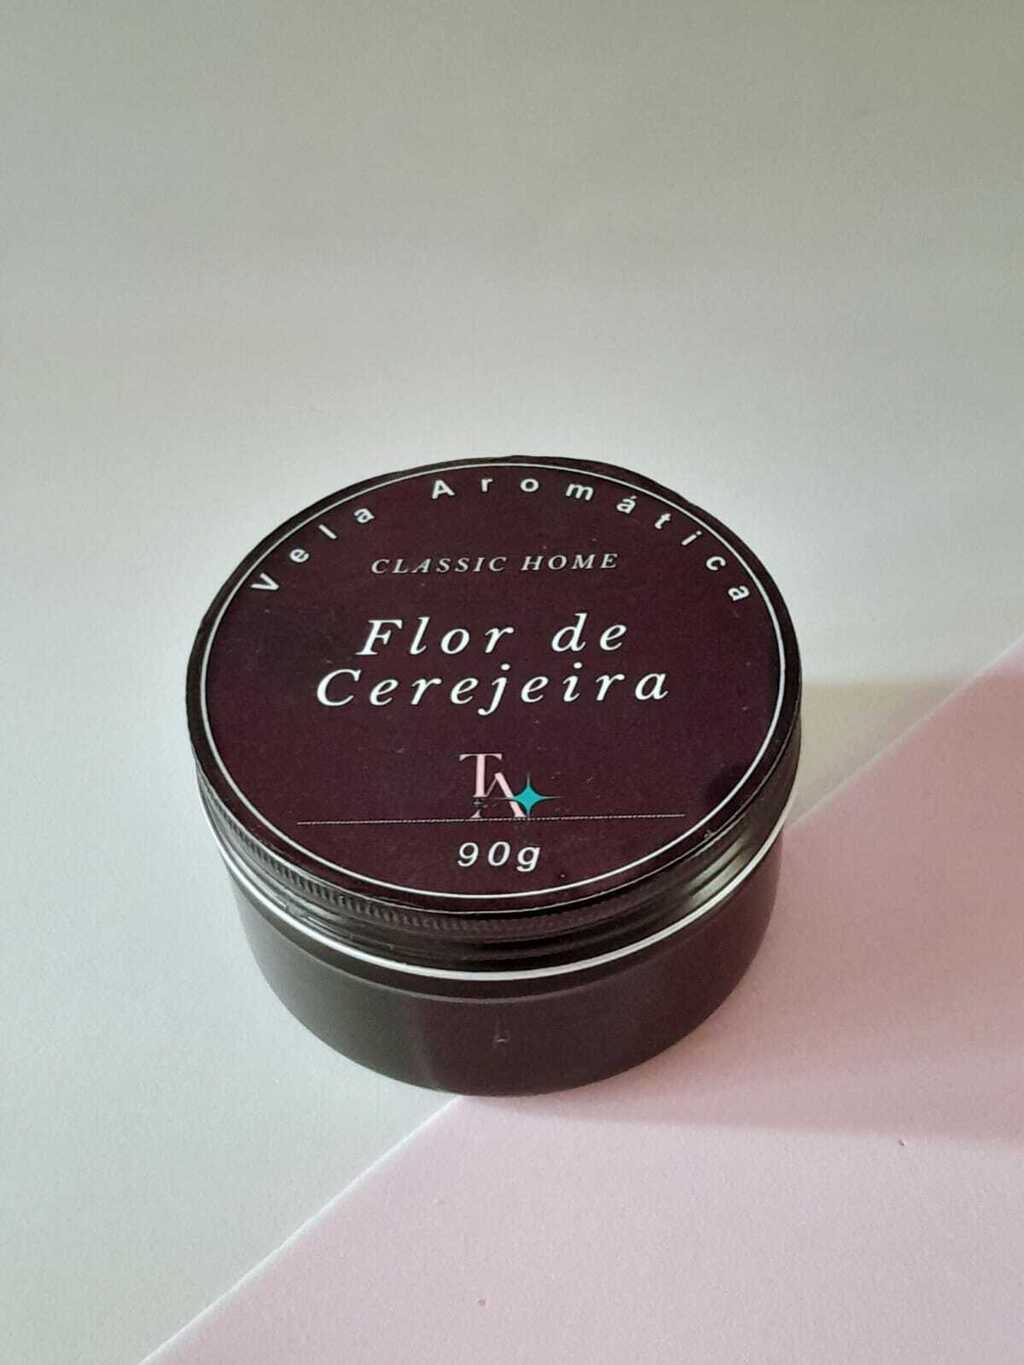 Vela Aromática
CLASSIC HOME
Flor de
Cerejeira
TA
90g